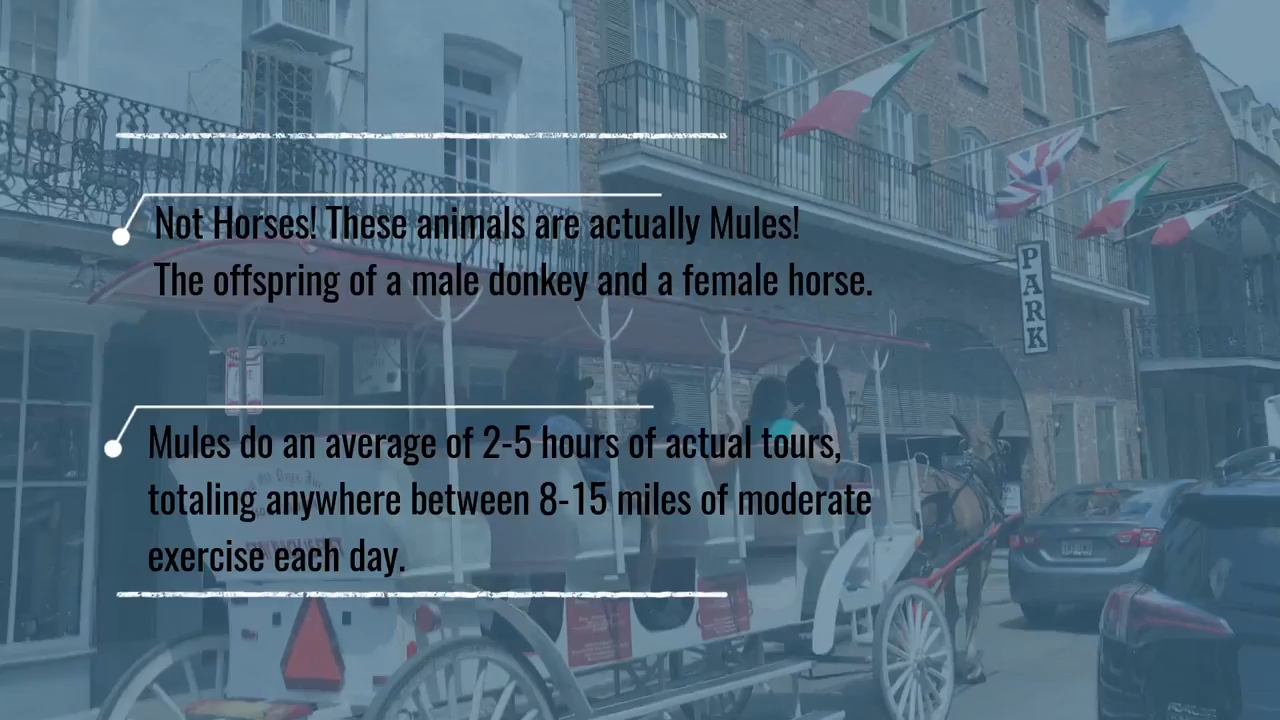 Not Horses! These animals are actually Mules!
The offspring of a male donkey and a female horse.
PARK
Mules do an average of 2-5 hours of actual tours,
totaling anywhere between 8-15 miles of moderate
exercise each day.